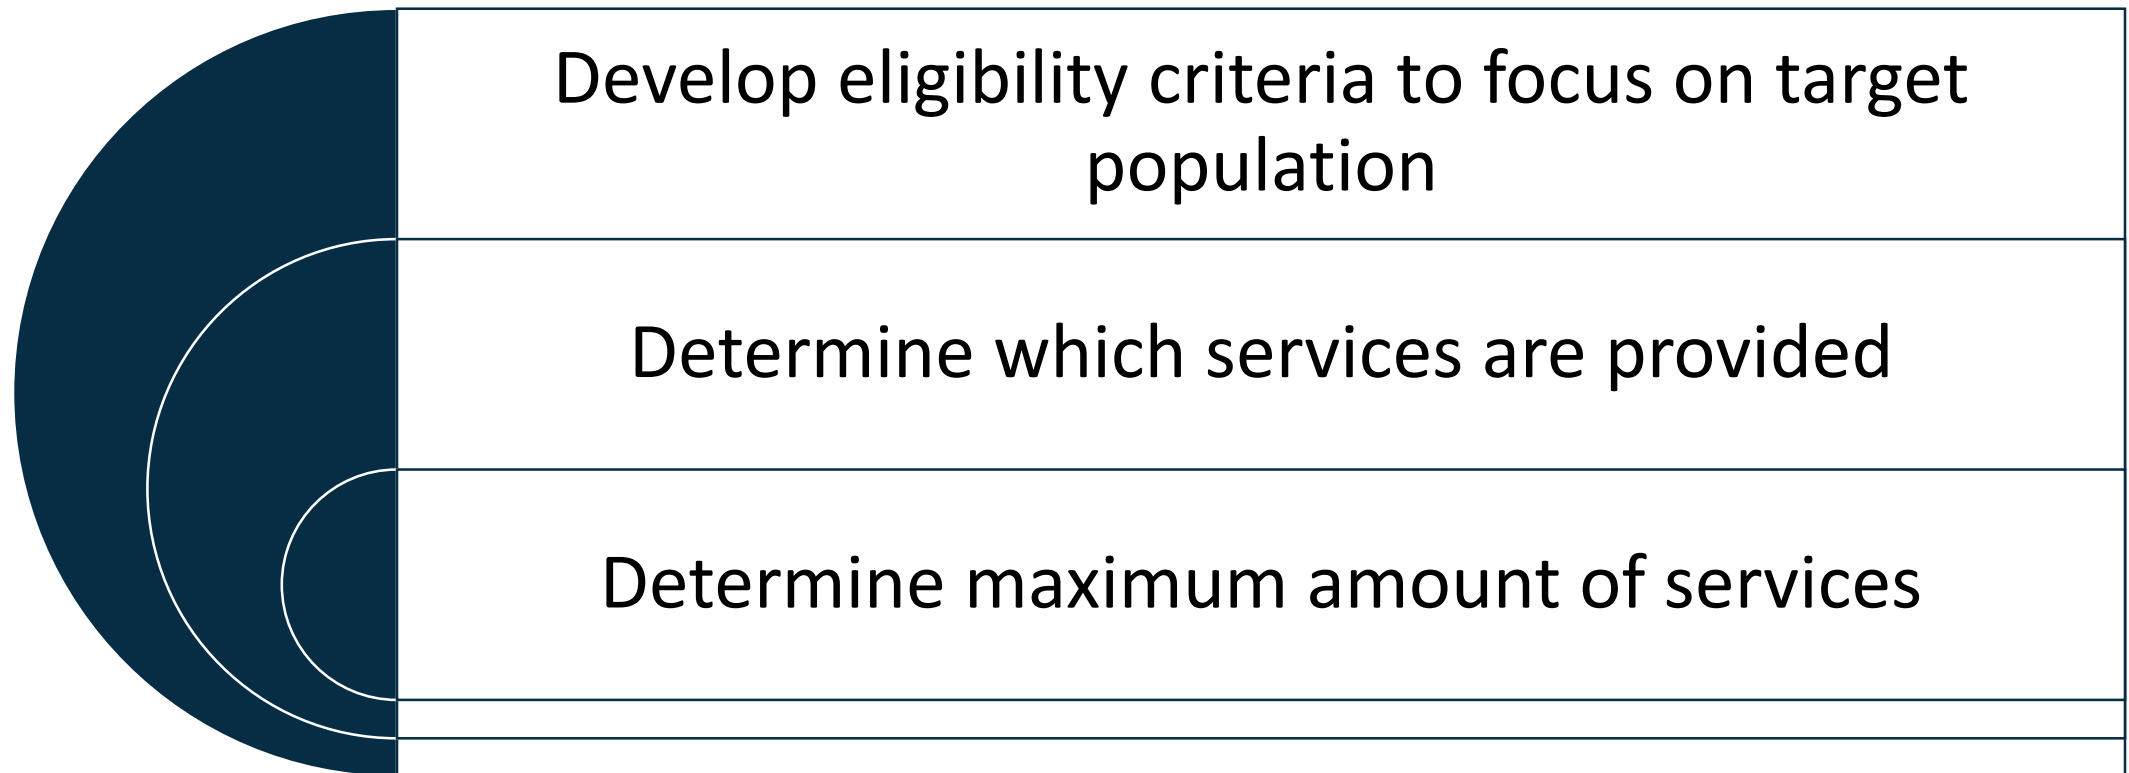 Develop eligibility criteria to focus on target
population
Determine which services are provided
Determine maximum amount of services